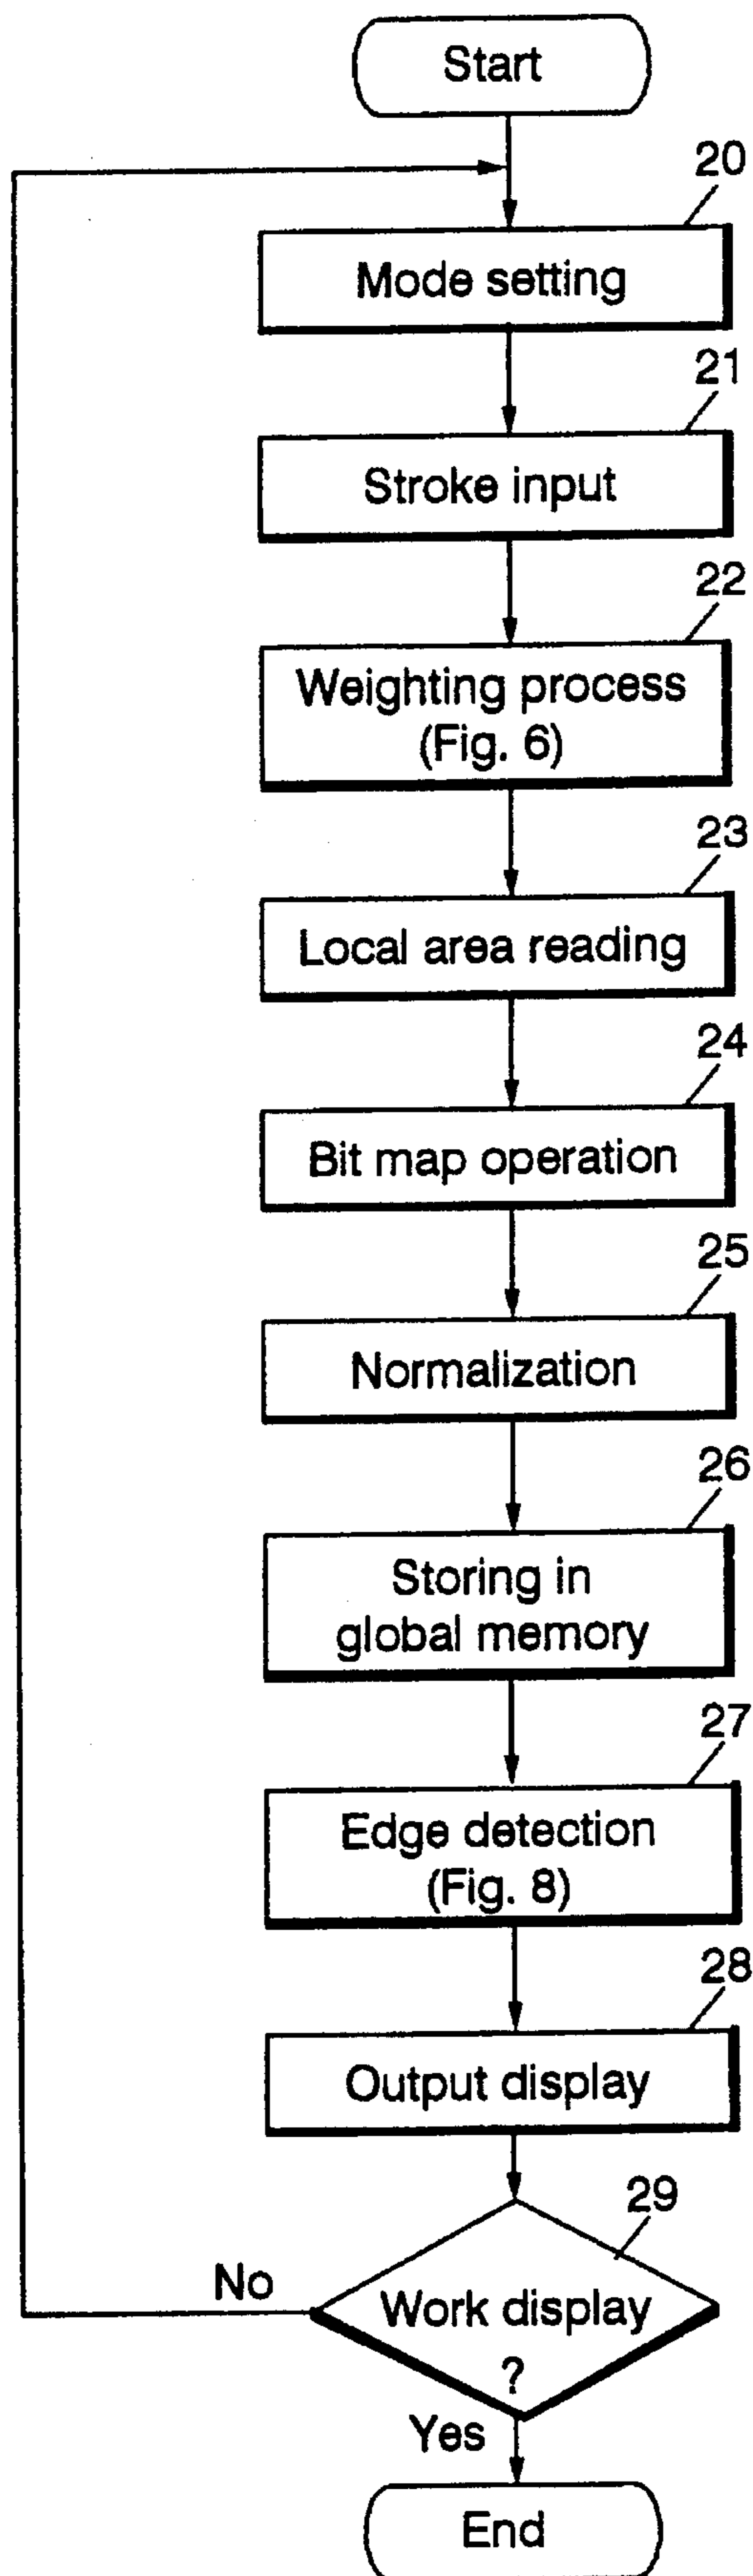 Start
20
Mode setting
21
Stroke input
22
Weighting process
(Fig. 6)
23
Local area reading
24
Bit map operation
25
Normalization
26
Storing in
global memory
27
Edge detection
(Fig. 8)
28
Output display
29
No
Work display
?
Yes
End